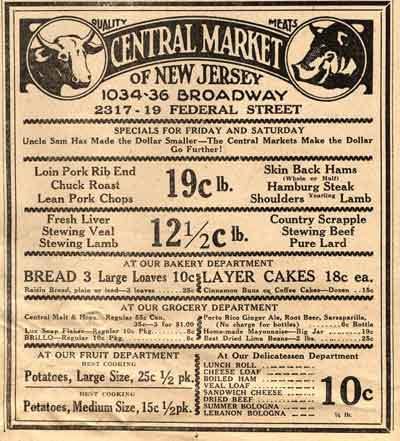 QUALITY MEATS
CENTRAL MARKET
OF NEW JERSEY
1034-36 BROADWAY
2317-19 FEDERAL STREET
SPECIALS FOR FRIDAY AND SATURDAY
Uncle Sam Has Made the Dollar Smaller—The Central Markets Make the Dollar
Go Further!
Loin Pork Rib End
Chuck Roast
Lean Pork Chops
19c lb.
Skin Back Hams
(Whole or Half)
Hamburg Steak
Shoulders Yearling Lamb
Fresh Liver
Stewing Veal
Stewing Lamb
12½c lb.
Country Scrapple
Stewing Beef
Pure Lard
AT OUR BAKERY DEPARTMENT
BREAD 3 Large Loaves 10c
Raisin Bread, plain or iced—3 loaves 25c
LAYER CAKES 18c ea.
Cinnamon Buns or Coffee Cakes—Dozen 15c
AT OUR GROCERY DEPARTMENT
Central Malt & Hops. Regular 55c Can.
35c—3 for $1.00
Lux Soap Flakes—Regular 10c Pkg. 8c
BRILLO—Regular 10c Pkg. 8c
Porto Rico Ginger Ale, Root Beer, Sarsaparilla,
(No charge for bottles) 6c Bottle
Home-made Mayonnaise—Big Jar 19c
Best Dried Lima Beans—2 lbs. 25c
AT OUR FRUIT DEPARTMENT
BEST COOKING
Potatoes, Large Size, 25c ½ pk.
BEST COOKING
Potatoes, Medium Size, 15c ½ pk.
At Our Delicatessen Department
LUNCH ROLL
CHEESE LOAF
BOILED HAM
VEAL LOAF
SANDWICH CHEESE
DRIED BEEF
SUMMER BOLOGNA
LEBANON BOLOGNA
10c
¼ lb.